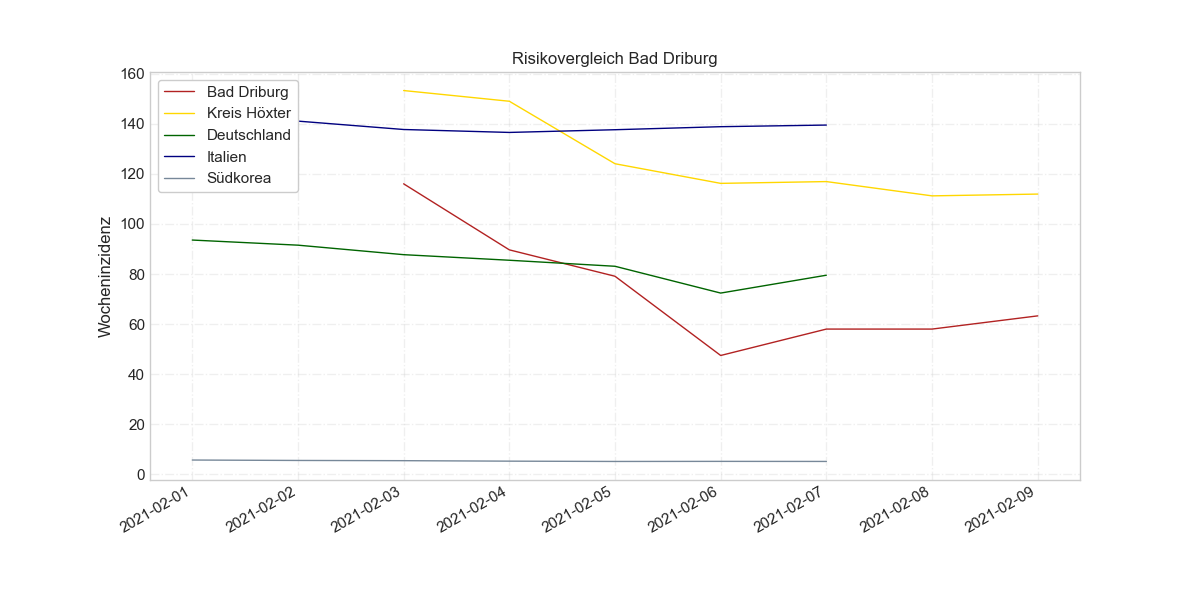 Risikovergleich Bad Driburg
Wocheninzidenz
160
140
120
100
80
60
40
20
0
Bad Driburg
Kreis Höxter
Deutschland
Italien
Südkorea
2021-02-01
2021-02-02
2021-02-03
2021-02-04
2021-02-05
2021-02-06
2021-02-07
2021-02-08
2021-02-09